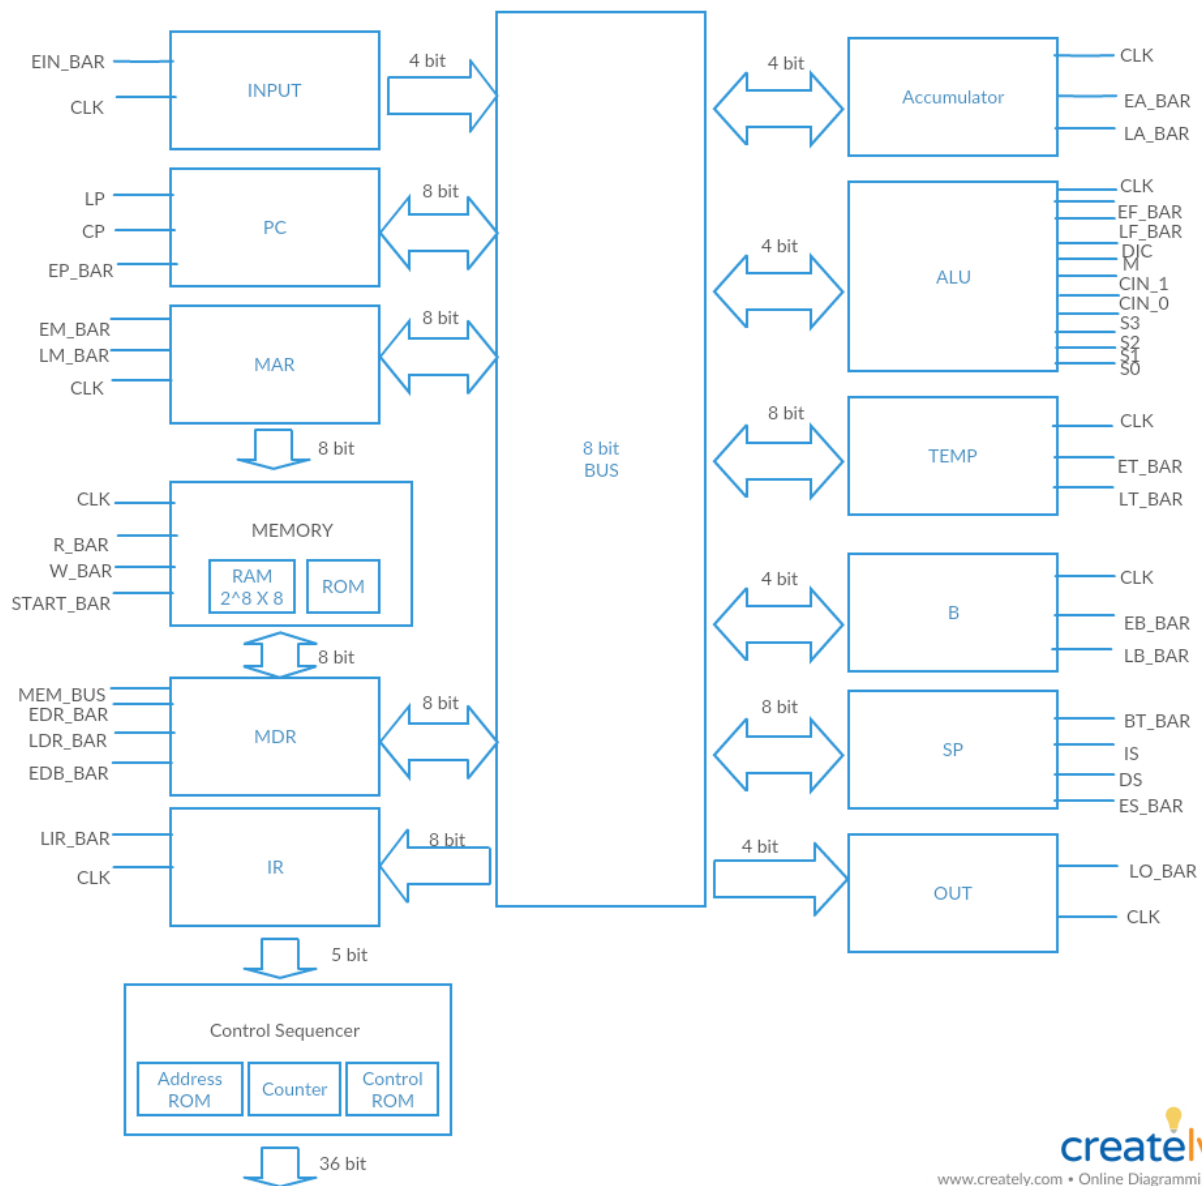 EIN_BAR
CLK
INPUT
4 bit
LP
CP
EP_BAR
PC
8 bit
EM_BAR
LM_BAR
CLK
MAR
8 bit
8 bit
CLK
R_BAR
W_BAR
START_BAR
MEMORY
RAM
2^8 X 8
ROM
8 bit
MEM_BUS
EDR_BAR
LDR_BAR
EDB_BAR
MDR
8 bit
LIR_BAR
CLK
IR
8 bit
5 bit
Control Sequencer
Address
ROM
Counter
Control
ROM
36 bit
8 bit
BUS
4 bit
Accumulator
CLK
EA_BAR
LA_BAR
4 bit
ALU
CLK
EF_BAR
LF_BAR
DIC
M
CIN_1
CIN_0
S3
S2
S1
S0
8 bit
TEMP
CLK
ET_BAR
LT_BAR
4 bit
B
CLK
EB_BAR
LB_BAR
8 bit
SP
BT_BAR
IS
DS
ES_BAR
4 bit
OUT
LO_BAR
CLK
creately
www.creately.com • Online Diagrammi